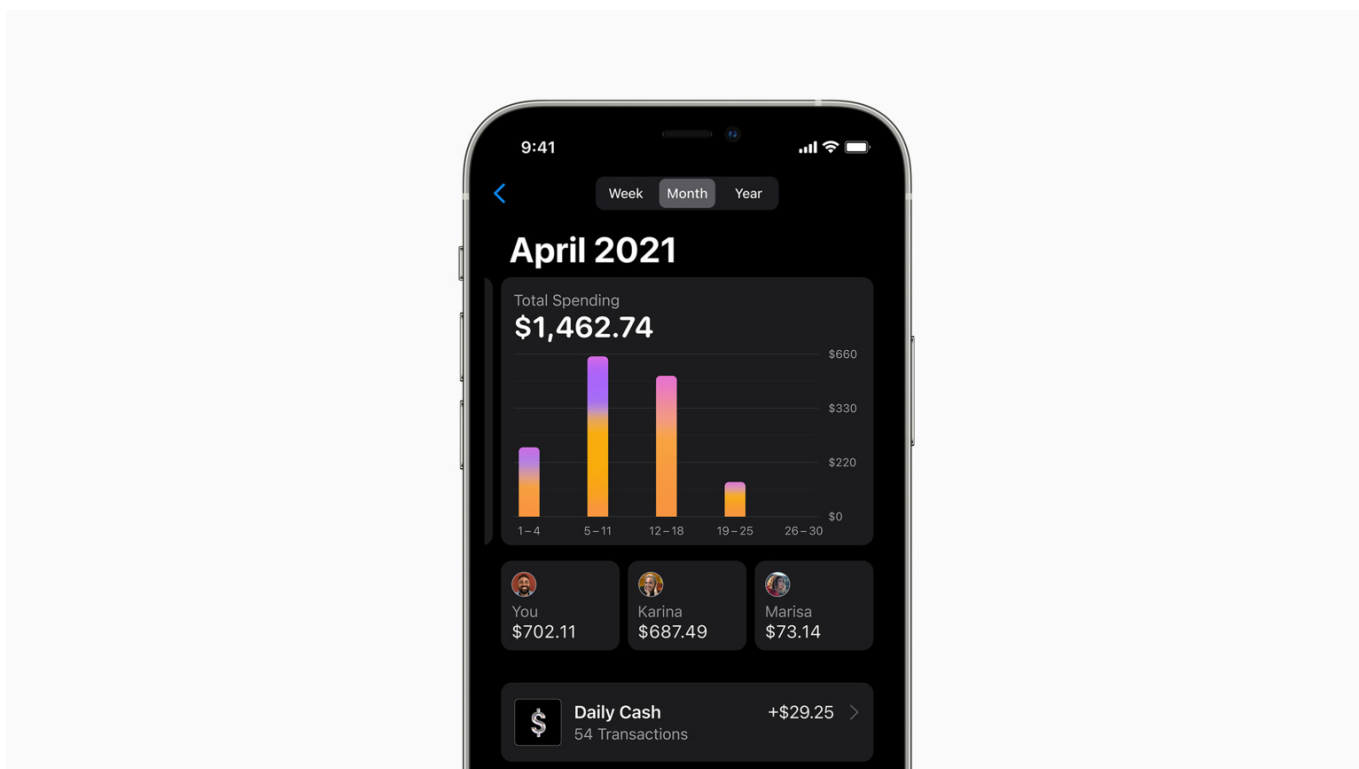 9:41
Week Month Year
April 2021
Total Spending
$1,462.74
$660
$330
$220
$0
1–4 5–11 12–18 19–25 26–30
You Karina Marisa
$702.11 $687.49 $73.14
$
Daily Cash +$29.25
54 Transactions